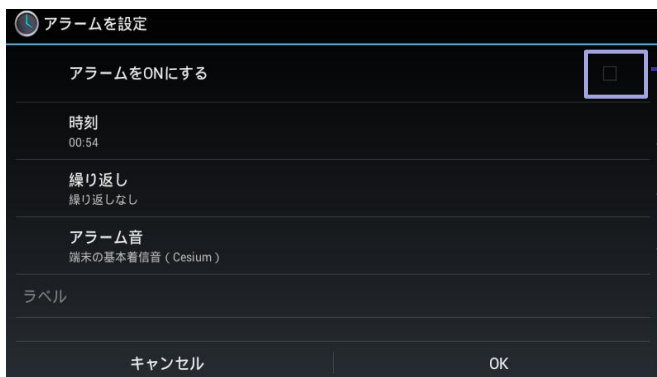 アラームを設定
アラームをONにする
時刻
00:54
繰り返し
繰り返しなし
アラーム音
端末の基本着信音 ( Cesium )
ラベル
キャンセル
OK